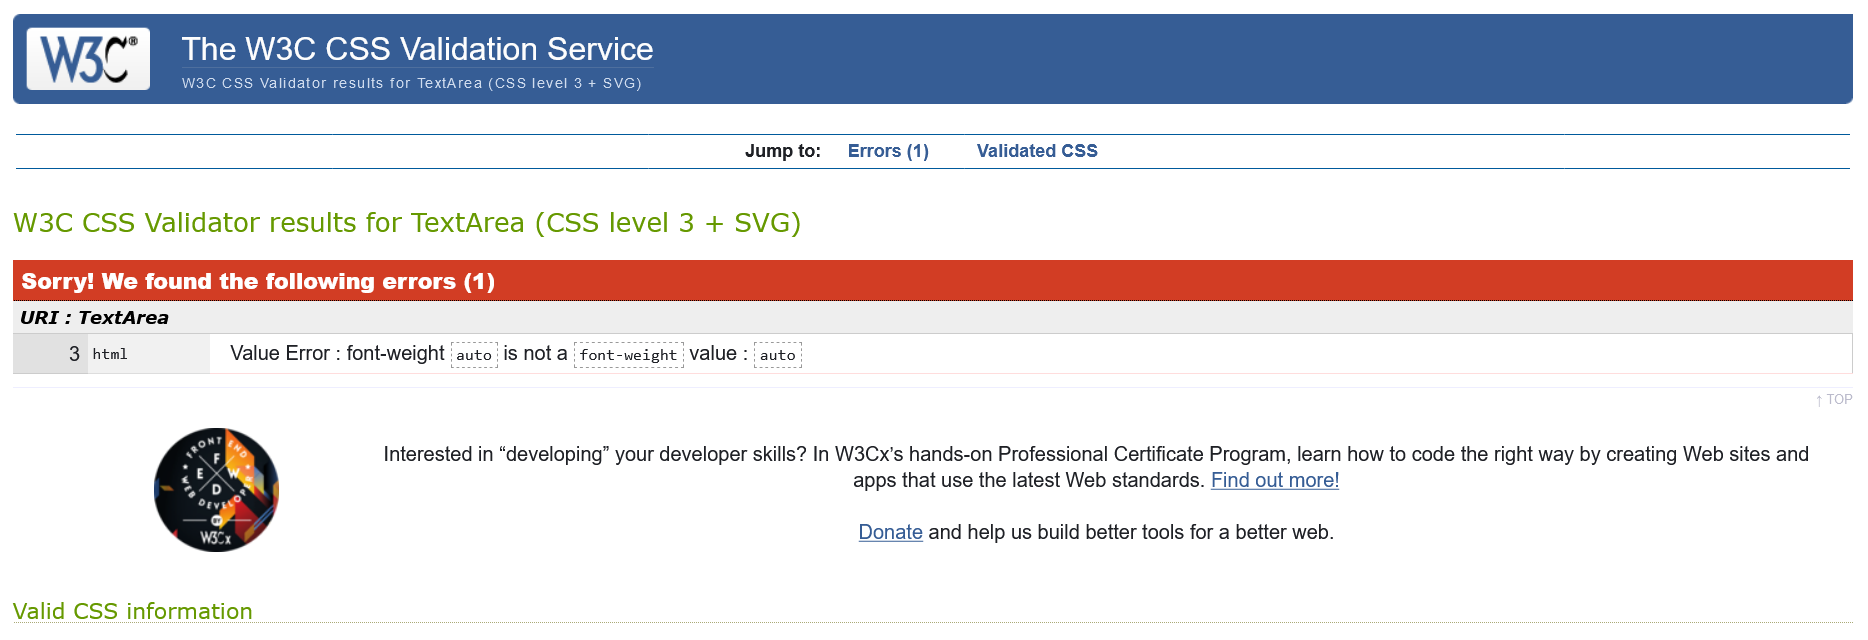 W3C®
The W3C CSS Validation Service
W3C CSS Validator results for TextArea (CSS level 3 + SVG)
Jump to: Errors (1) Validated CSS
W3C CSS Validator results for TextArea (CSS level 3 + SVG)
Sorry! We found the following errors (1)
URI : TextArea
3 html Value Error : font-weight auto is not a font-weight value : auto
↑ TOP
FRONT END
F
E W
D
WEB DEVELOPER
BY
W3Cx
Interested in “developing” your developer skills? In W3Cx’s hands-on Professional Certificate Program, learn how to code the right way by creating Web sites and
apps that use the latest Web standards. Find out more!
Donate and help us build better tools for a better web.
Valid CSS information